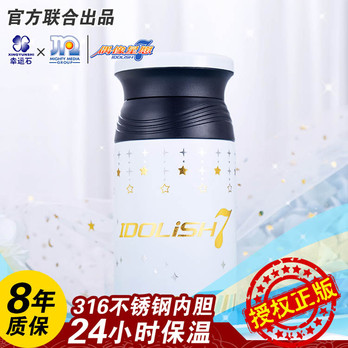 官方联合出品
XINGYUNSHI
幸运石
×
MIGHTY MEDIA
GROUP
偶像星愿
IDOLiSH7
IDOLiSH7
8年
质保
316不锈钢内胆
24小时保温
授权正版